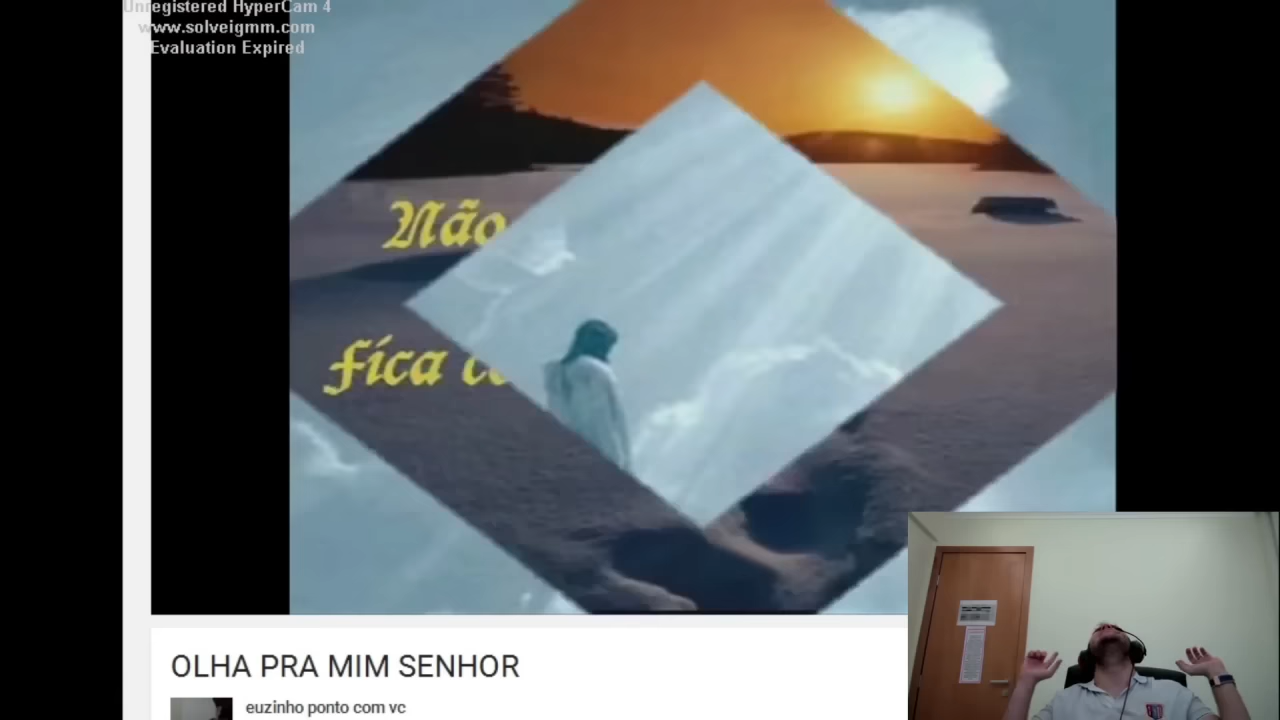 Unregistered HyperCam 4
www.solveigmm.com
Evaluation Expired
Não
Fica
OLHA PRA MIM SENHOR
euzinho ponto com vc